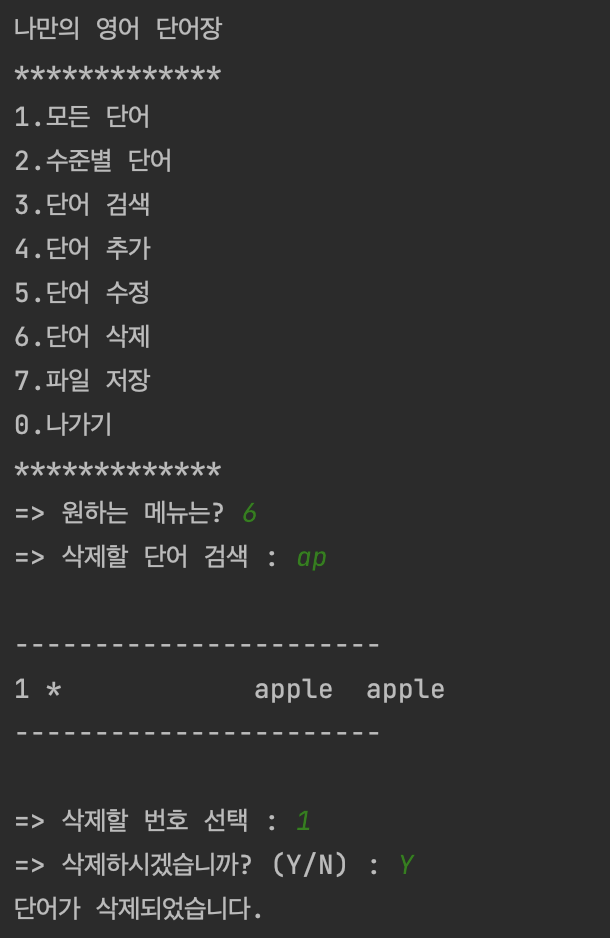 나만의 영어 단어장
*************
1.모든 단어
2.수준별 단어
3.단어 검색
4.단어 추가
5.단어 수정
6.단어 삭제
7.파일 저장
0.나가기
*************
=> 원하는 메뉴는? 6
=> 삭제할 단어 검색 : ap
-----------------------
1 *            apple  apple
-----------------------
=> 삭제할 번호 선택 : 1
=> 삭제하시겠습니까? (Y/N) : Y
단어가 삭제되었습니다.